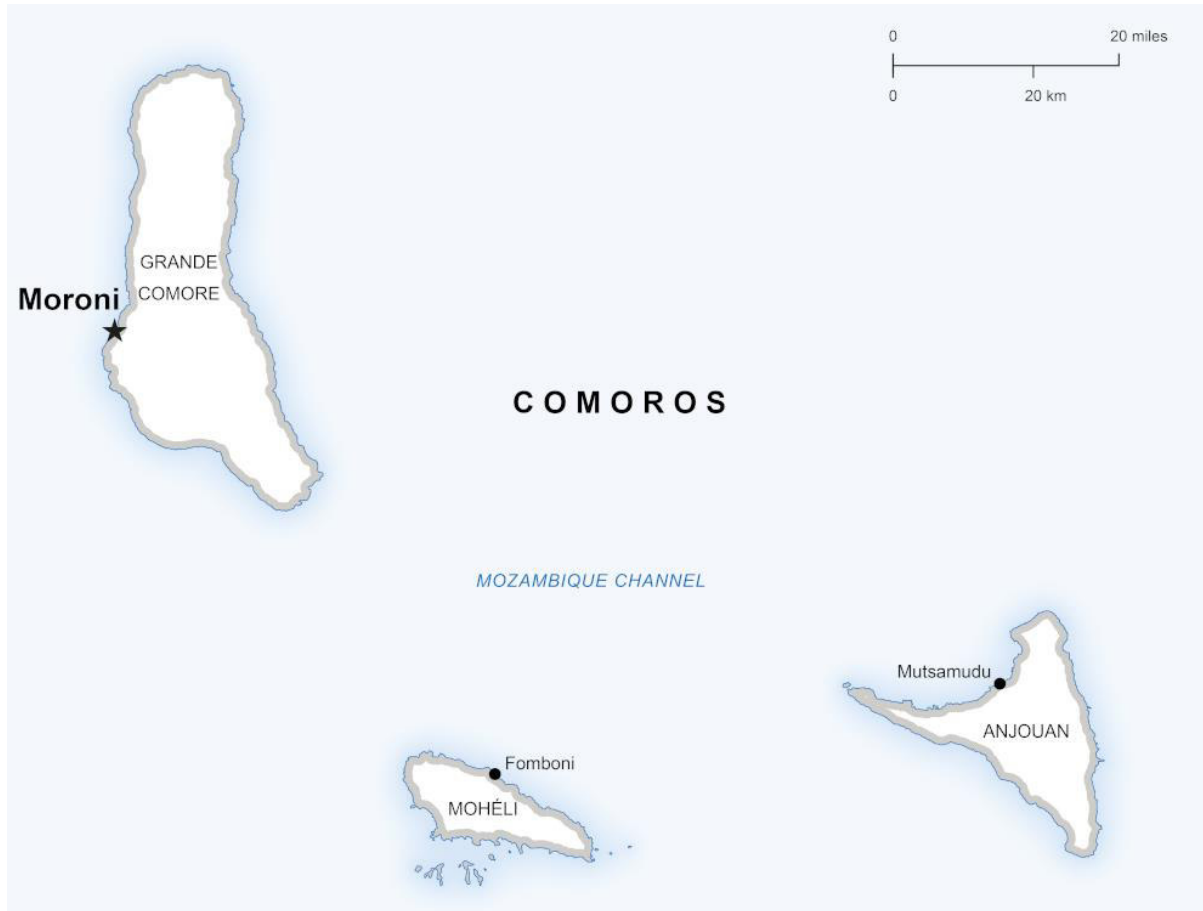 0 20 miles
0 20 km
GRANDE
COMORE
Moroni
COMOROS
MOZAMBIQUE CHANNEL
Mutsamudu
ANJOUAN
Fomboni
MOHÉLI